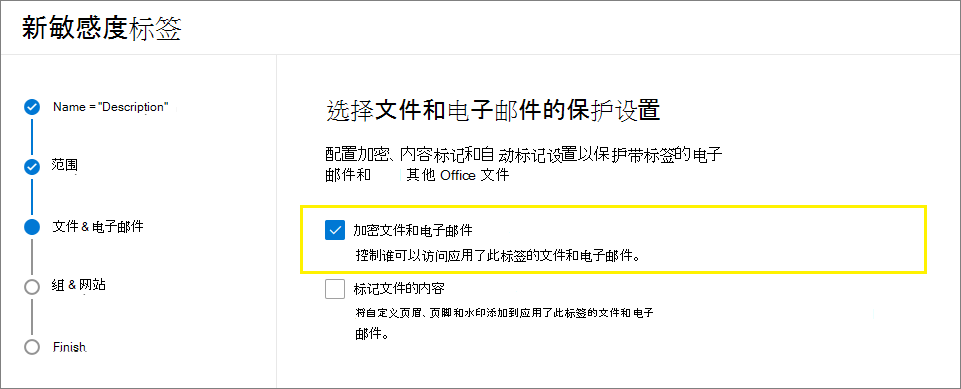 新敏感度标签
Name = "Description"
范围
文件 & 电子邮件
组 & 网站
Finish
选择文件和电子邮件的保护设置
配置加密、内容标记和自动标记设置以保护带标签的电子
邮件和 其他 Office 文件
加密文件和电子邮件
控制谁可以访问应用了此标签的文件和电子邮件。
标记文件的内容
将自定义页眉、页脚和水印添加到应用了此标签的文件和电子
邮件。